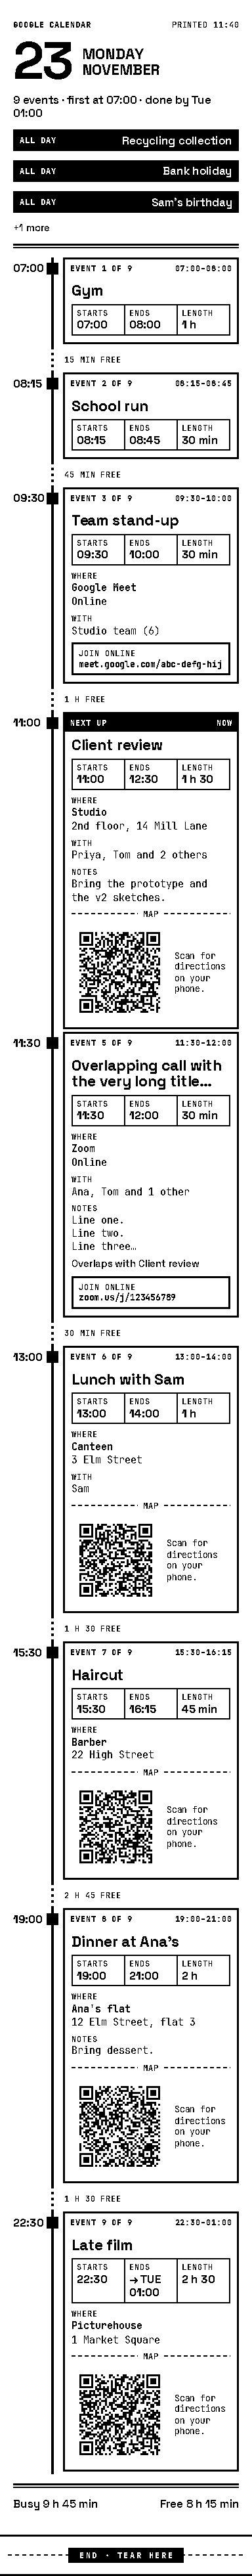 GOOGLE CALENDAR PRINTED 11:40
23 MONDAY
NOVEMBER
9 events · first at 07:00 · done by Tue
01:00
ALL DAY Recycling collection
ALL DAY Bank holiday
ALL DAY Sam's birthday
+1 more
07:00 EVENT 1 OF 9 07:00–08:00
Gym
STARTS ENDS LENGTH
07:00 08:00 1 h
15 MIN FREE
08:15 EVENT 2 OF 9 08:15–08:45
School run
STARTS ENDS LENGTH
08:15 08:45 30 min
45 MIN FREE
09:30 EVENT 3 OF 9 09:30–10:00
Team stand-up
STARTS ENDS LENGTH
09:30 10:00 30 min
WHERE
Google Meet
Online
WITH
Studio team (6)
JOIN ONLINE
meet.google.com/abc-defg-hij
1 H FREE
11:00 NEXT UP NOW
Client review
STARTS ENDS LENGTH
11:00 12:30 1 h 30
WHERE
Studio
2nd floor, 14 Mill Lane
WITH
Priya, Tom and 2 others
NOTES
Bring the prototype and
the v2 sketches.
MAP
Scan for
directions
on your
phone.
11:30 EVENT 5 OF 9 11:30–12:00
Overlapping call with
the very long title…
STARTS ENDS LENGTH
11:30 12:00 30 min
WHERE
Zoom
Online
WITH
Ana, Tom and 1 other
NOTES
Line one.
Line two.
Line three…
Overlaps with Client review
JOIN ONLINE
zoom.us/j/123456789
30 MIN FREE
13:00 EVENT 6 OF 9 13:00–14:00
Lunch with Sam
STARTS ENDS LENGTH
13:00 14:00 1 h
WHERE
Canteen
3 Elm Street
WITH
Sam
MAP
Scan for
directions
on your
phone.
1 H 30 FREE
15:30 EVENT 7 OF 9 15:30–16:15
Haircut
STARTS ENDS LENGTH
15:30 16:15 45 min
WHERE
Barber
22 High Street
MAP
Scan for
directions
on your
phone.
2 H 45 FREE
19:00 EVENT 8 OF 9 19:00–21:00
Dinner at Ana's
STARTS ENDS LENGTH
19:00 21:00 2 h
WHERE
Ana's flat
12 Elm Street, flat 3
NOTES
Bring dessert.
MAP
Scan for
directions
on your
phone.
1 H 30 FREE
22:30 EVENT 9 OF 9 22:30–01:00
Late film
STARTS ENDS LENGTH
22:30 → TUE 2 h 30
01:00
WHERE
Picturehouse
1 Market Square
MAP
Scan for
directions
on your
phone.
Busy 9 h 45 min Free 8 h 15 min
END · TEAR HERE